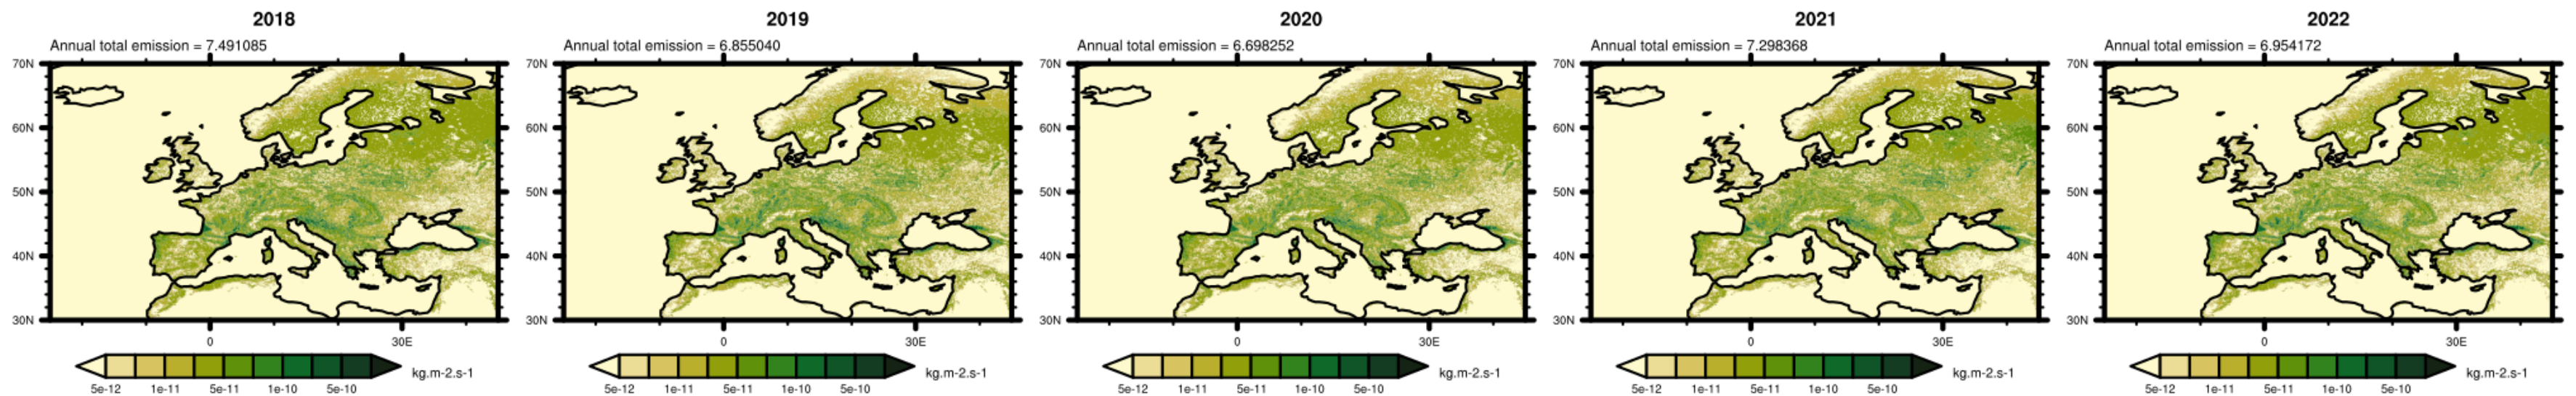 2018
Annual total emission = 7.491085
70N
60N
50N
40N
30N
0
30E
5e-12
1e-11
5e-11
1e-10
5e-10
kg.m-2.s-1
2019
Annual total emission = 6.855040
70N
60N
50N
40N
30N
0
30E
5e-12
1e-11
5e-11
1e-10
5e-10
kg.m-2.s-1
2020
Annual total emission = 6.698252
70N
60N
50N
40N
30N
0
30E
5e-12
1e-11
5e-11
1e-10
5e-10
kg.m-2.s-1
2021
Annual total emission = 7.298368
70N
60N
50N
40N
30N
0
30E
5e-12
1e-11
5e-11
1e-10
5e-10
kg.m-2.s-1
2022
Annual total emission = 6.954172
70N
60N
50N
40N
30N
0
30E
5e-12
1e-11
5e-11
1e-10
5e-10
kg.m-2.s-1